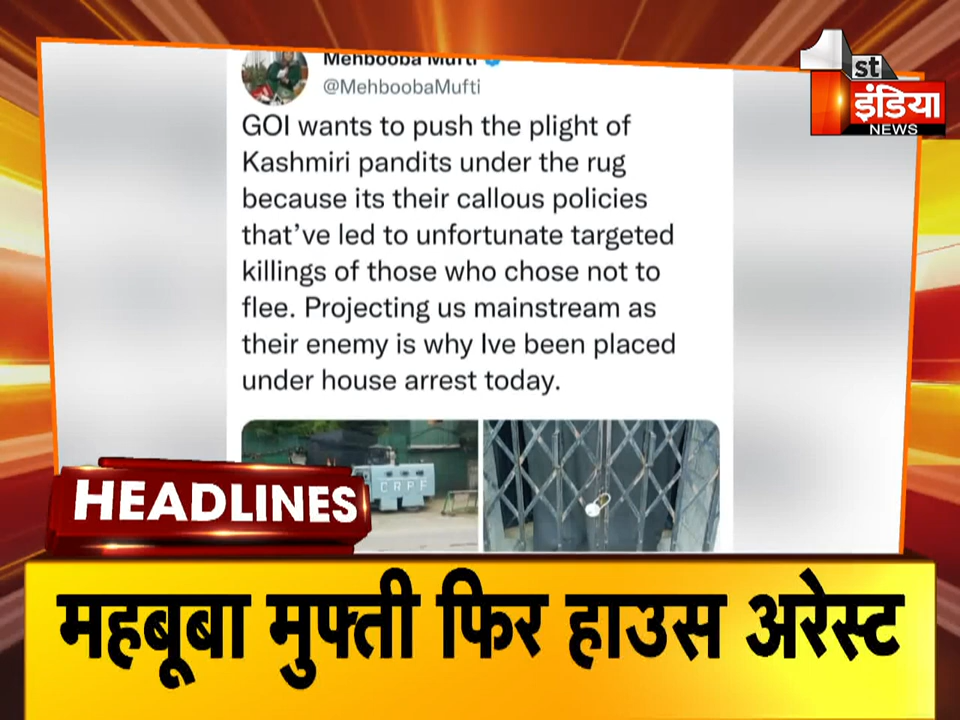 Mehbooba Mufti
@MehboobaMufti
GOI wants to push the plight of
Kashmiri pandits under the rug
because its their callous policies
that've led to unfortunate targeted
killings of those who chose not to
flee. Projecting us mainstream as
their enemy is why Ive been placed
under house arrest today.
1st
इंडिया
NEWS
CRPF
HEADLINES
महबूबा मुफ्ती फिर हाउस अरेस्ट